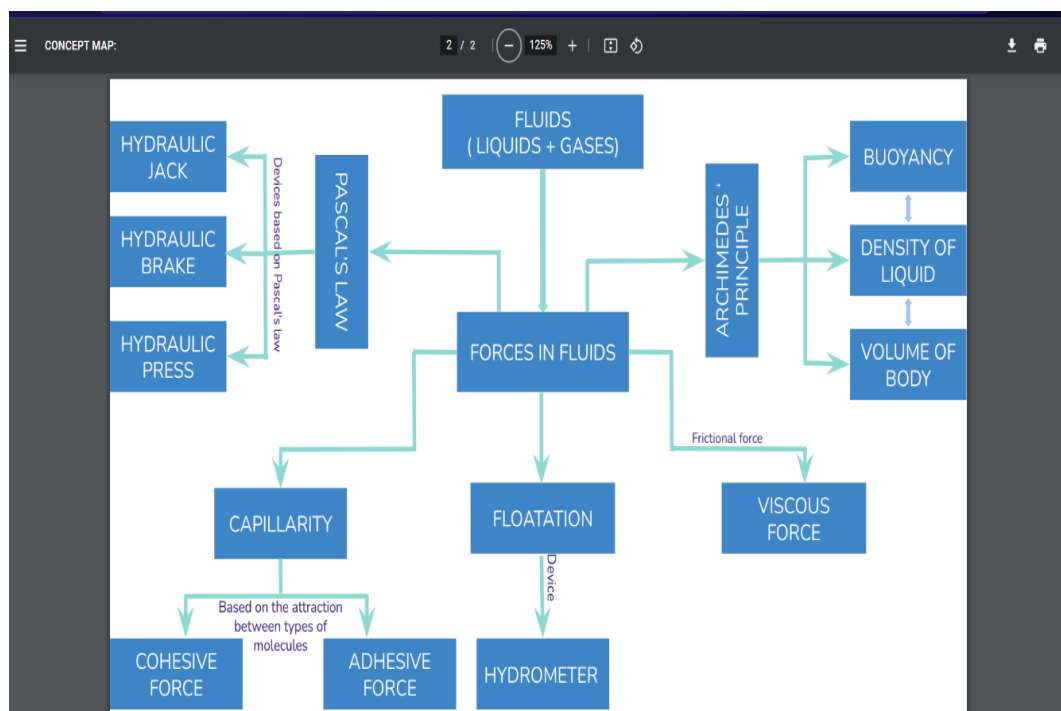 CONCEPT MAP:
2 / 2
125%
FLUIDS
( LIQUIDS + GASES)
HYDRAULIC
JACK
HYDRAULIC
BRAKE
HYDRAULIC
PRESS
Devices based on Pascal's law
PASCAL'S LAW
ARCHIMEDES '
PRINCIPLE
BUOYANCY
DENSITY OF
LIQUID
VOLUME OF
BODY
FORCES IN FLUIDS
Frictional force
CAPILLARITY
FLOATATION
VISCOUS
FORCE
Based on the attraction
between types of
molecules
Device
COHESIVE
FORCE
ADHESIVE
FORCE
HYDROMETER